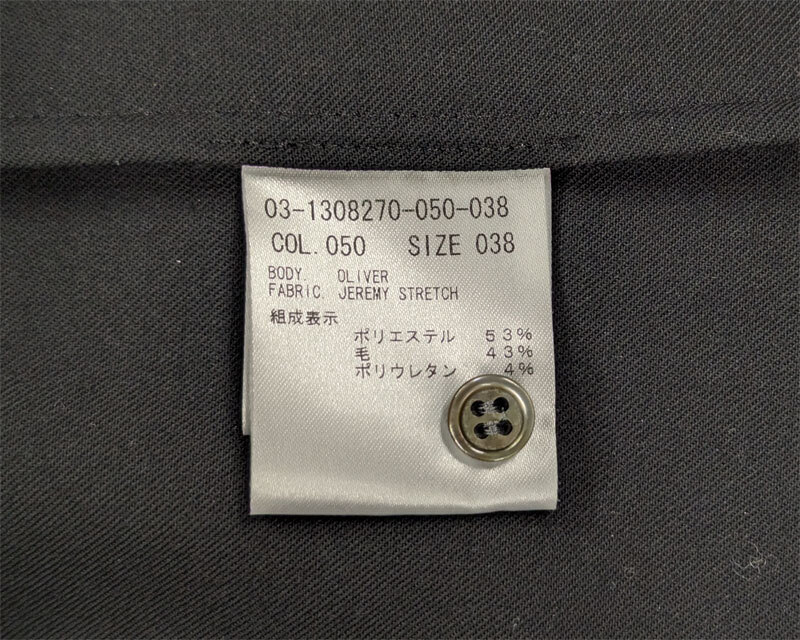 03-1308270-050-038
COL. 050 SIZE 038
BODY. OLIVER
FABRIC. JEREMY STRETCH
組成表示
ポリエステル ５３％
毛 ４３％
ポリウレタン ４％